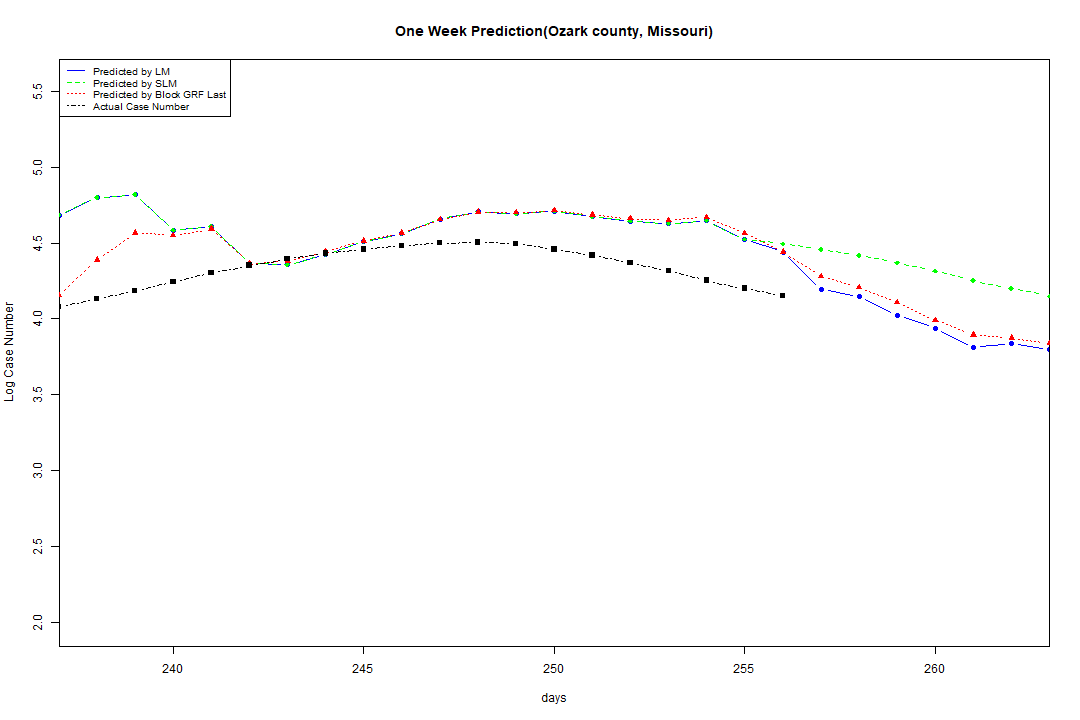 One Week Prediction(Ozark county, Missouri)
Predicted by LM
Predicted by SLM
Predicted by Block GRF Last
Actual Case Number
5.5
5.0
4.5
4.0
3.5
3.0
2.5
2.0
Log Case Number
240
245
250
255
260
days